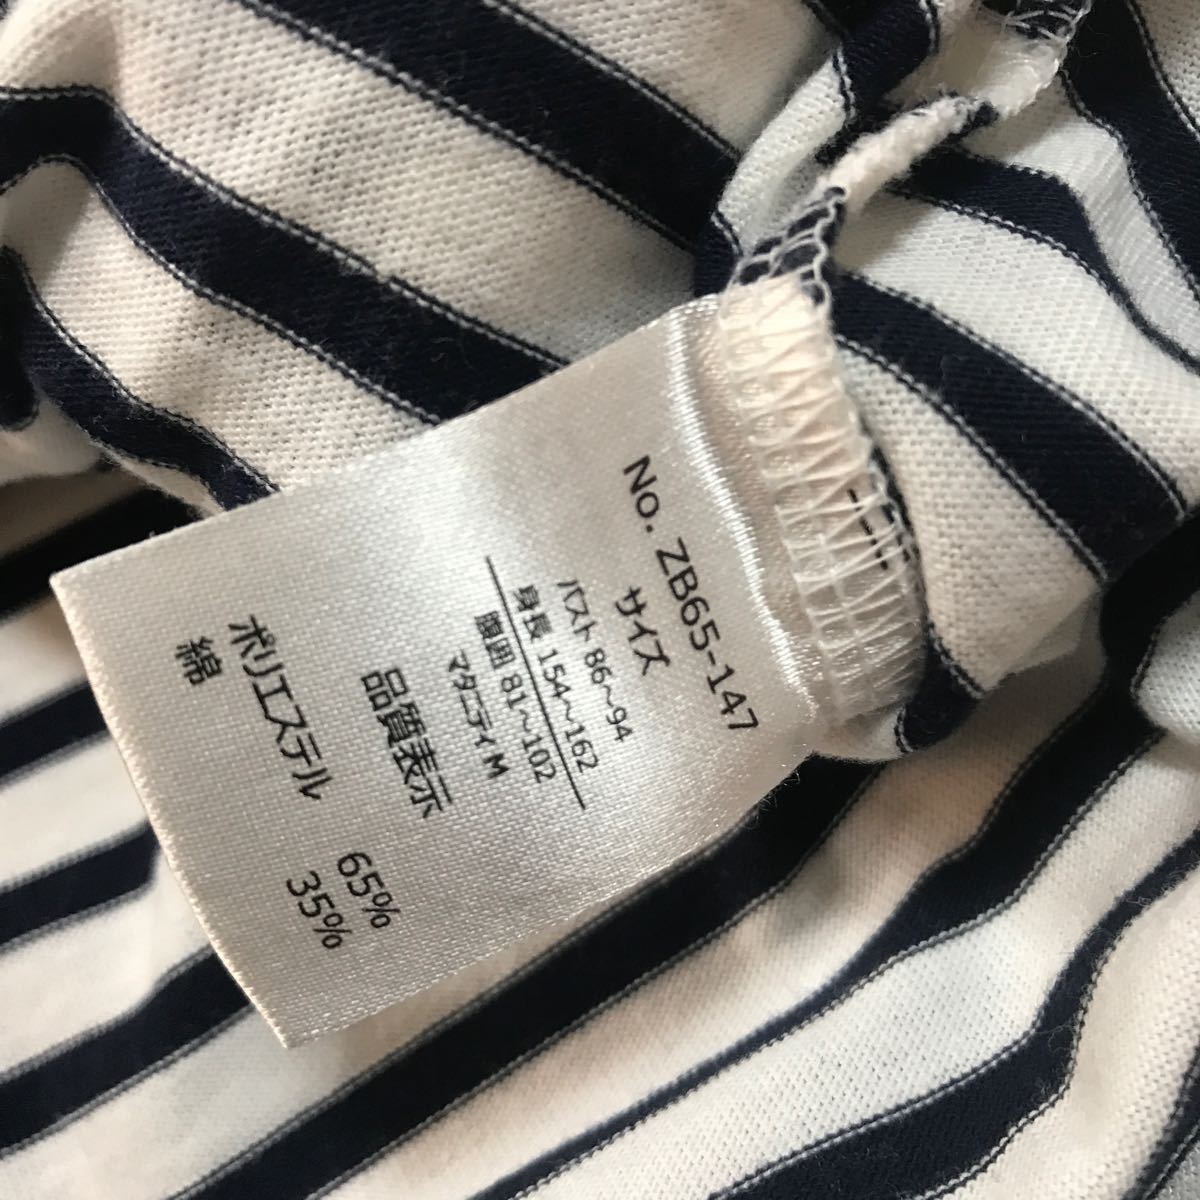 No. ZB65-147
サイズ
バスト 86～94
身長 154～162
腹囲 81～102
マタニティ M
品質表示
ポリエステル 65%
綿 35%